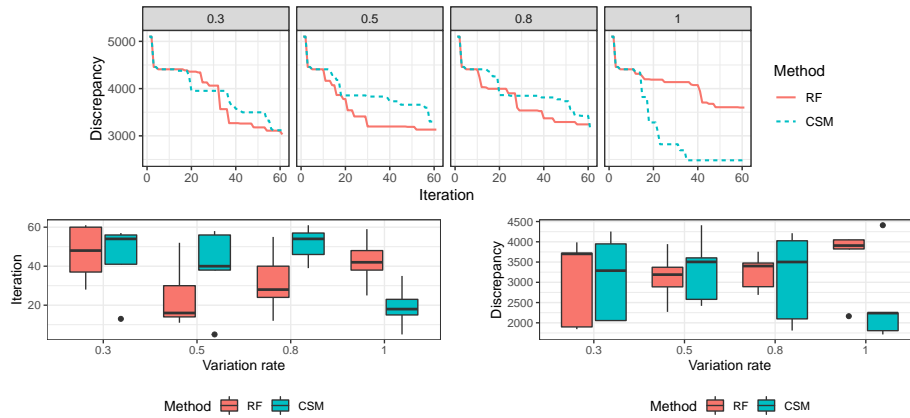 0.3 0.5 0.8 1
5000
4000
3000
Discrepancy
0 20 40 60 0 20 40 60 0 20 40 60 0 20 40 60
Iteration
Method
RF
CSM
60
40
20
Iteration
0.3 0.5 0.8 1
Variation rate
Method RF CSM
4500
4000
3500
3000
2500
2000
Discrepancy
0.3 0.5 0.8 1
Variation rate
Method RF CSM